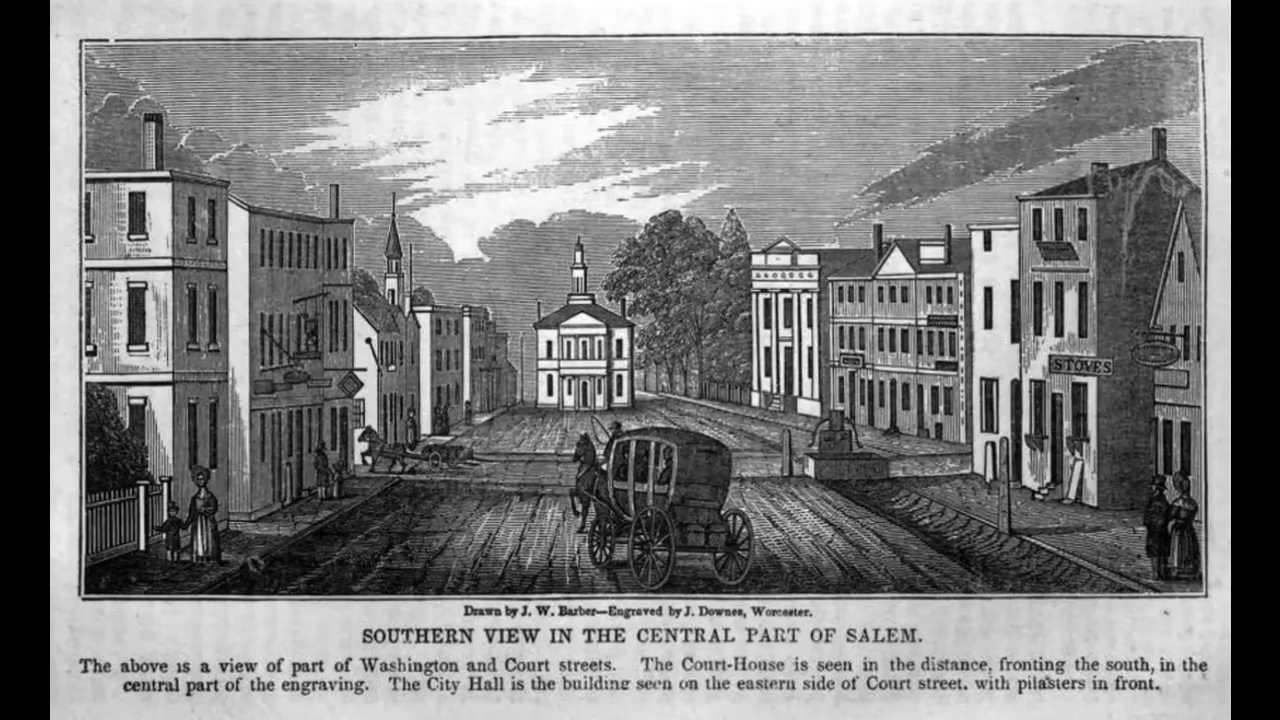 STOVES
Drawn by J. W. Barber—Engraved by J. Downes, Worcester.
SOUTHERN VIEW IN THE CENTRAL PART OF SALEM.
The above is a view of part of Washington and Court streets. The Court-House is seen in the distance, fronting the south, in the
central part of the engraving. The City Hall is the building seen on the eastern side of Court street, with pilasters in front.